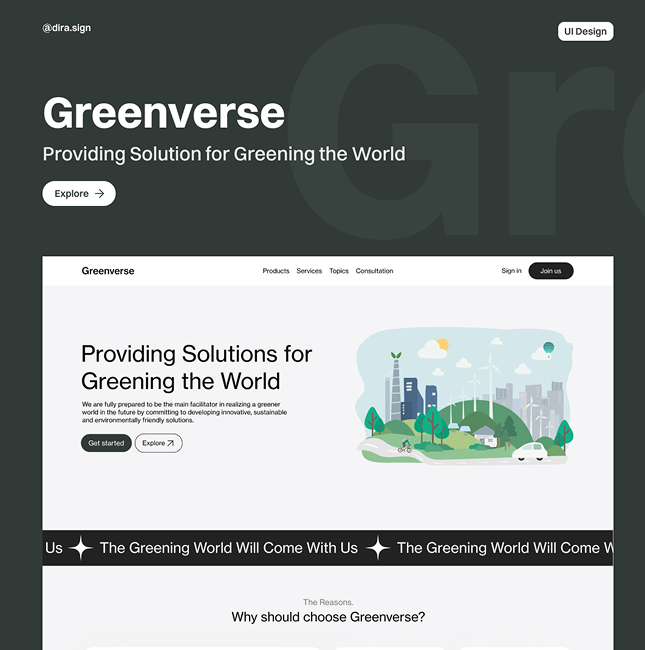 @dira.sign
UI Design
Gr
Greenverse
Providing Solution for Greening the World
Explore
Greenverse
Products Services Topics Consultation
Sign in
Join us
Providing Solutions for
Greening the World
We are fully prepared to be the main facilitator in realizing a greener
world in the future by committing to developing innovative, sustainable
and environmentally friendly solutions.
Get started
Explore
Us The Greening World Will Come With Us The Greening World Will Come
The Reasons.
Why should choose Greenverse?